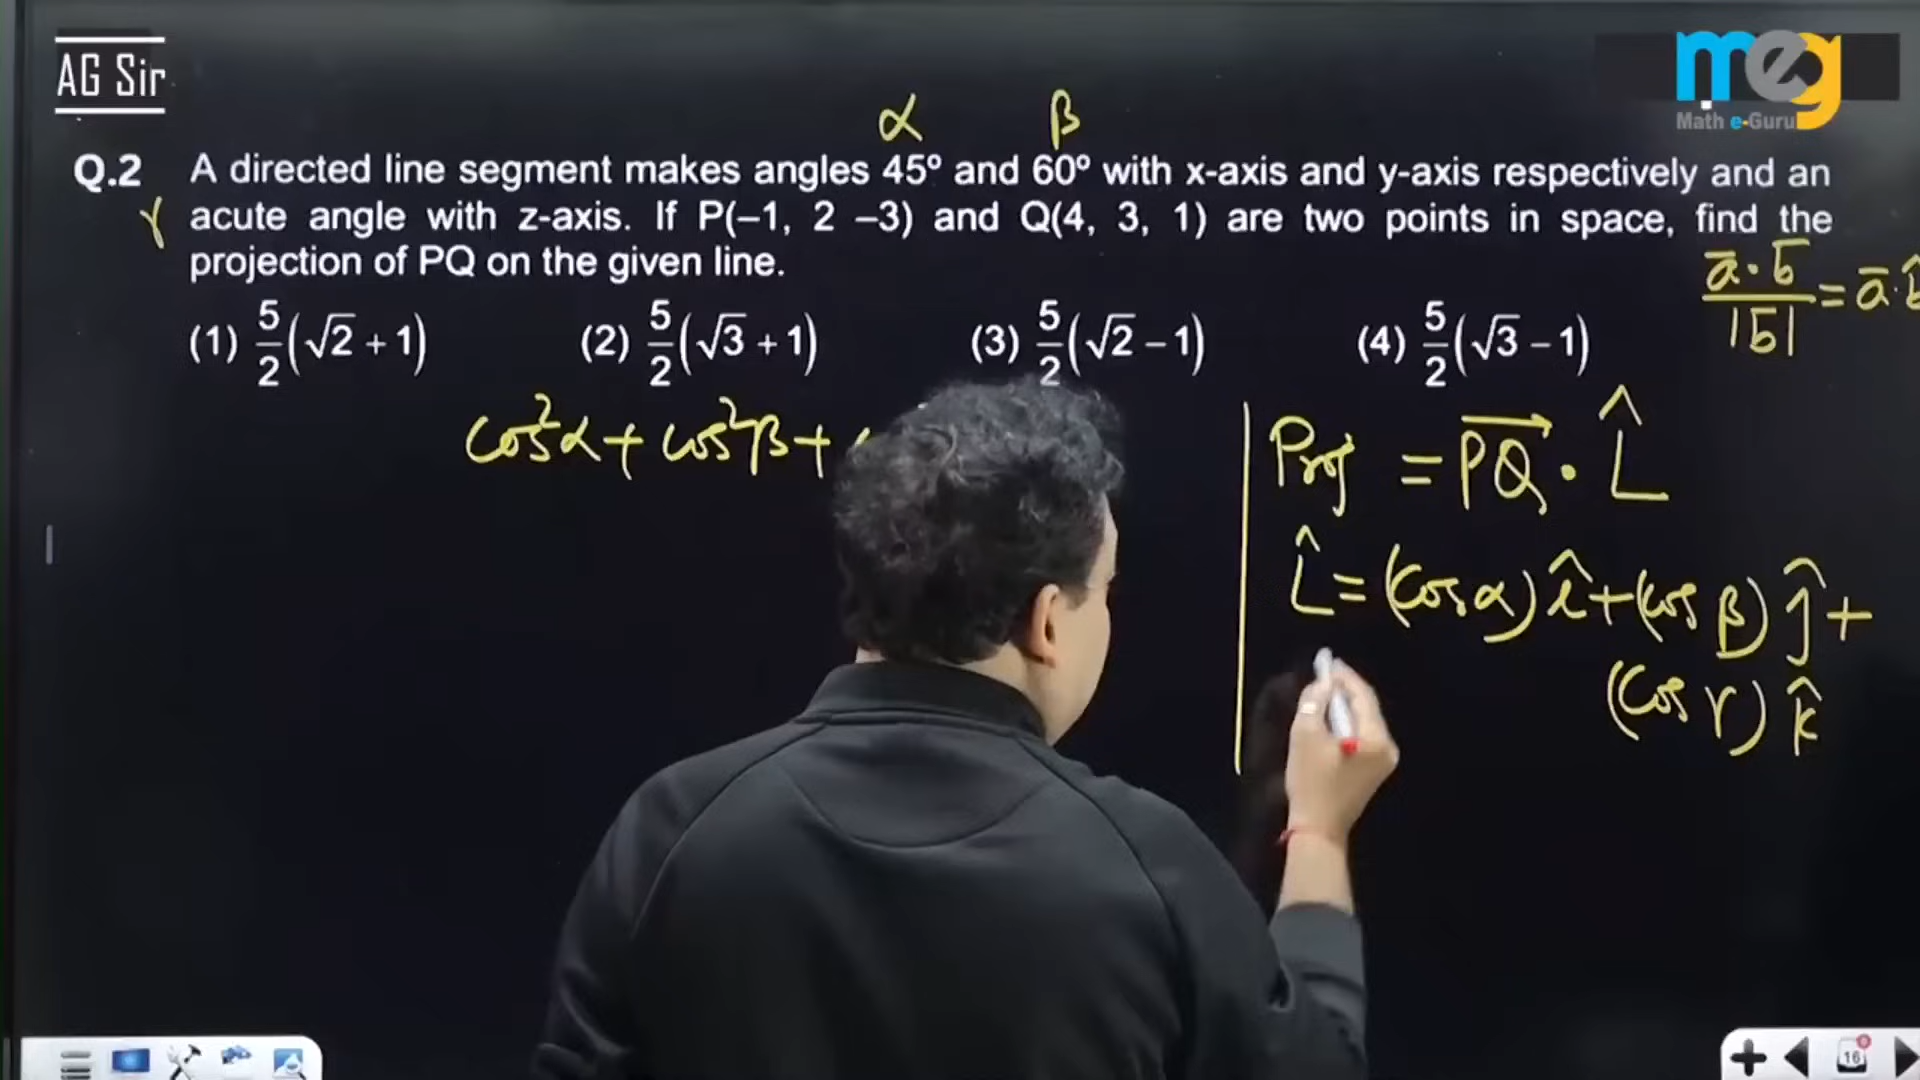 AG Sir
meg
Math e-Guru
α β
Q.2 A directed line segment makes angles 45º and 60º with x-axis and y-axis respectively and an
γ acute angle with z-axis. If P(–1, 2 –3) and Q(4, 3, 1) are two points in space, find the
projection of PQ on the given line.
a̅·b̅/|b̅| = a̅·b̂
(1) 5/2(√2 + 1) (2) 5/2(√3 + 1) (3) 5/2(√2 – 1) (4) 5/2(√3 – 1)
cos²α + cos²β +
Proj = PQ⃗ · L̂
L̂ = (cos α) î + (cos β) ĵ +
(cos γ) k̂
16